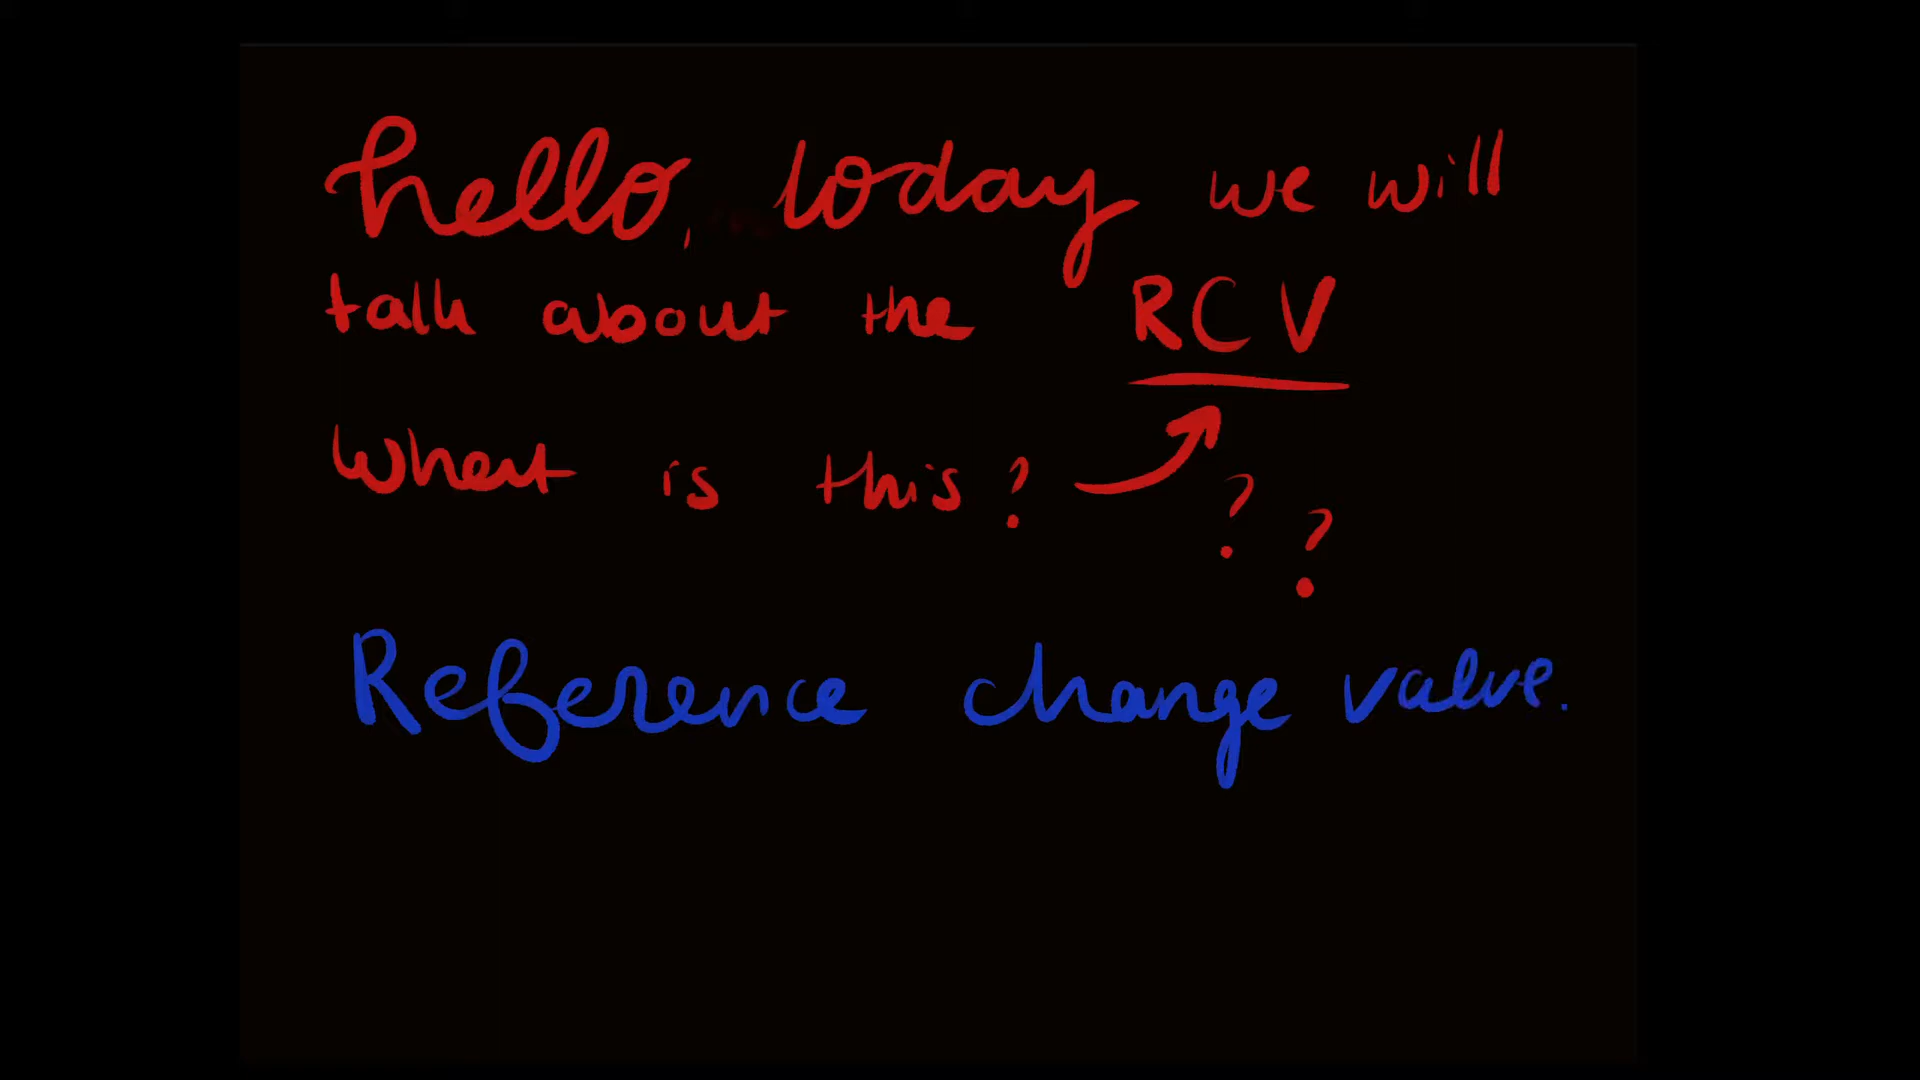 hello, today we will
talk about the RCV
What is this? ? ?
Reference change value.